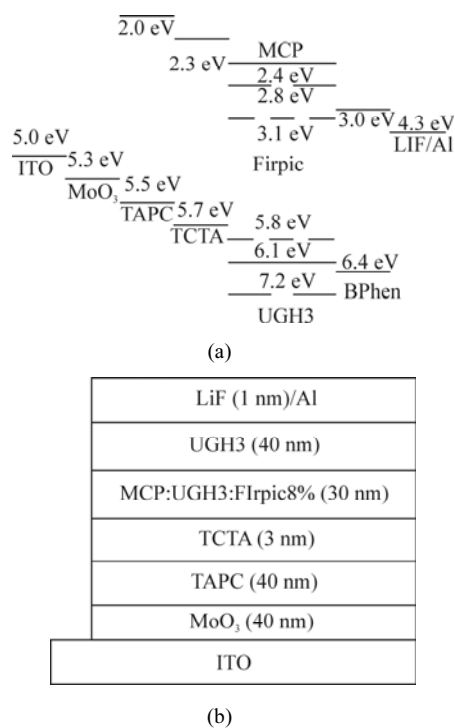 2.0 eV
2.3 eV
MCP
2.4 eV
2.8 eV
3.1 eV
Firpic
3.0 eV
4.3 eV
LIF/Al
5.0 eV
ITO
5.3 eV
MoO₃
5.5 eV
TAPC
5.7 eV
TCTA
5.8 eV
6.1 eV
7.2 eV
UGH3
6.4 eV
BPhen
(a)
LiF (1 nm)/Al
UGH3 (40 nm)
MCP:UGH3:FIrpic8% (30 nm)
TCTA (3 nm)
TAPC (40 nm)
MoO₃ (40 nm)
ITO
(b)